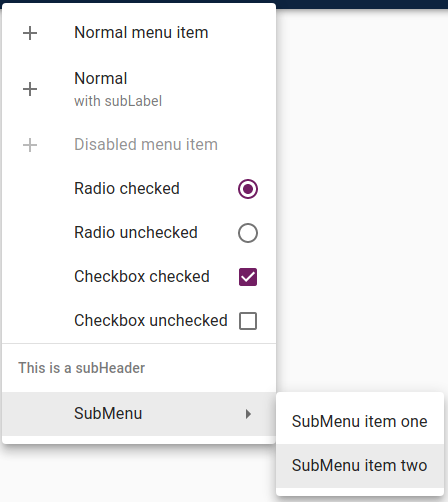 Normal menu item
Normal
with subLabel
Disabled menu item
Radio checked
Radio unchecked
Checkbox checked
Checkbox unchecked
This is a subHeader
SubMenu
SubMenu item one
SubMenu item two